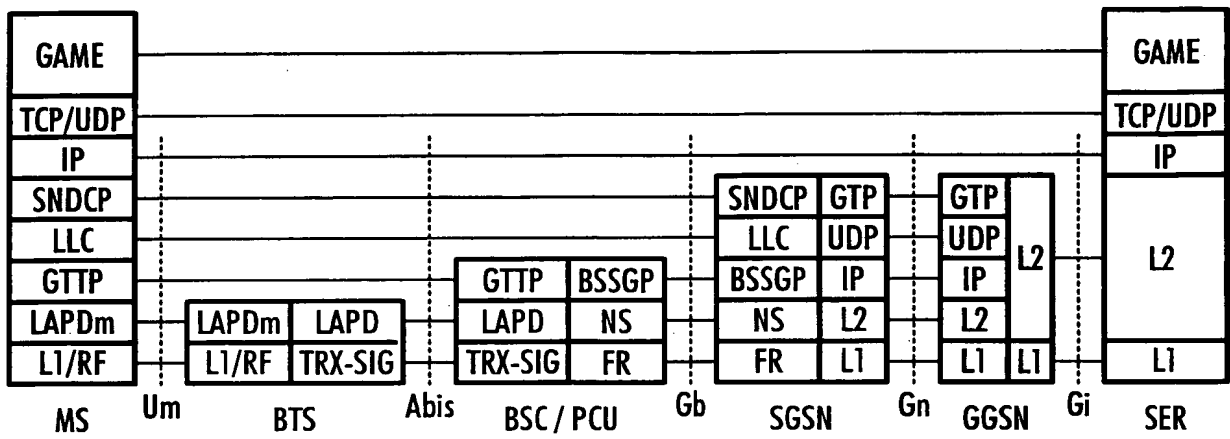 GAME GAME
TCP/UDP TCP/UDP
IP IP
SNDCP SNDCP GTP GTP
LLC LLC UDP UDP L2 L2
GTTP GTTP BSSGP BSSGP IP IP
LAPDm LAPDm LAPD LAPD NS NS L2 L2
L1/RF L1/RF TRX-SIG TRX-SIG FR FR L1 L1 L1 L1
MS Um BTS Abis BSC / PCU Gb SGSN Gn GGSN Gi SER